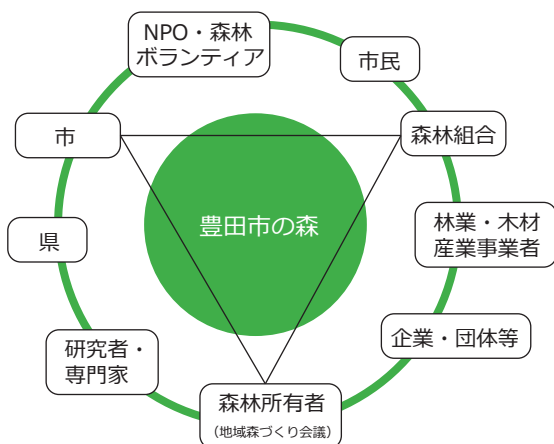 NPO・森林
ボランティア
市民
市
森林組合
豊田市の森
林業・木材
産業事業者
県
企業・団体等
研究者・
専門家
森林所有者
（地域森づくり会議）